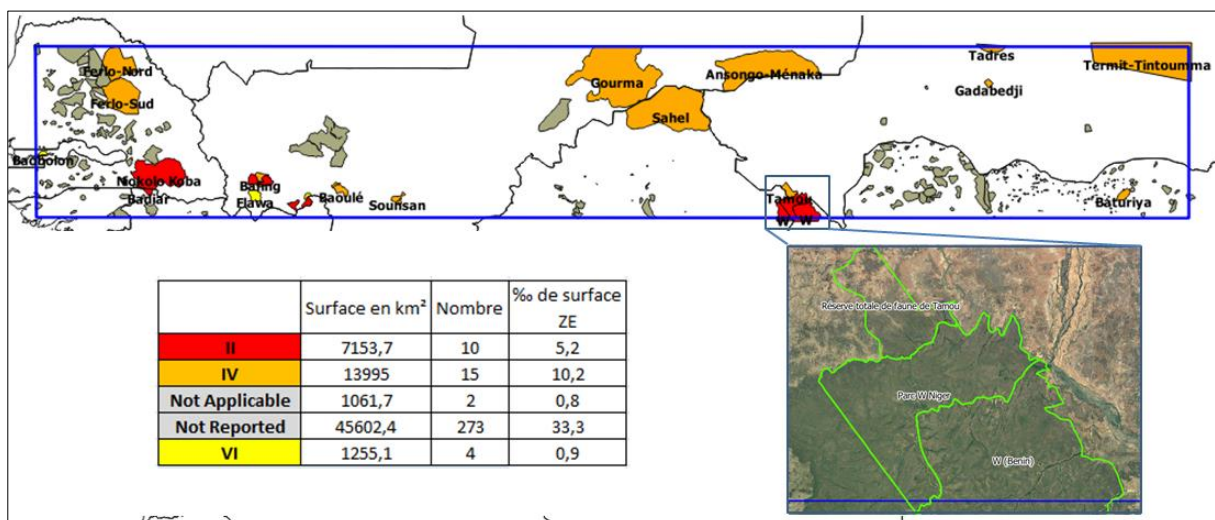 Ferlo-Nord
Ferlo-Sud
Gourma
Ansongo-Ménaka
Tadres
Termit-Tintoumma
Gadabedji
Sahel
Niokolo-Koba
Badiar
Bafing
Flawa
Baoulé
Sounsan
W
W
Baturiya
Surface en km² Nombre ‰ de surface
ZE
II 7153,7 10 5,2
IV 13995 15 10,2
Not Applicable 1061,7 2 0,8
Not Reported 45602,4 273 33,3
VI 1255,1 4 0,9
Réserve totale de faune de Tamou
Parc W Niger
W (Benin)